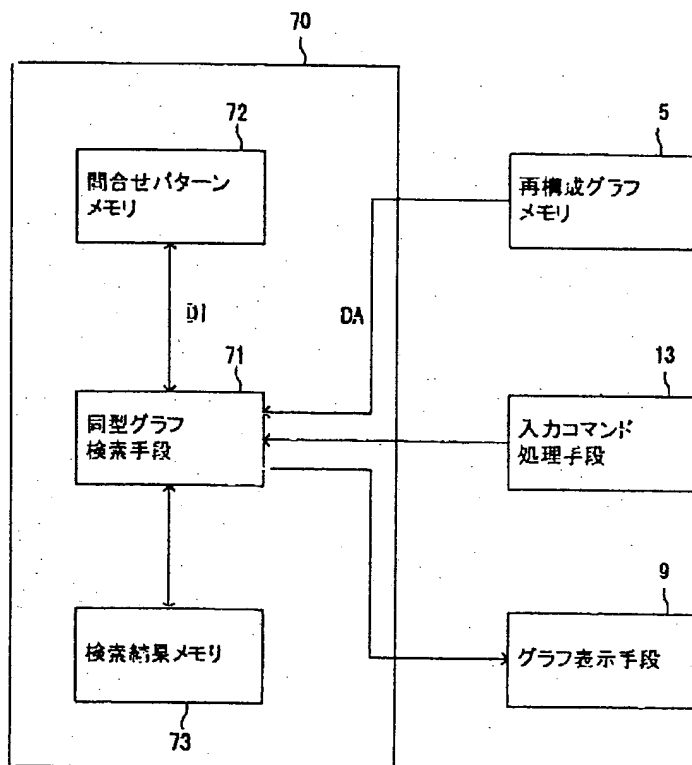 70
72
問合せパターン
メモリ
5
再構成グラフ
メモリ
DI
DA
71
同型グラフ
検索手段
13
入力コマンド
処理手段
検索結果メモリ
73
9
グラフ表示手段